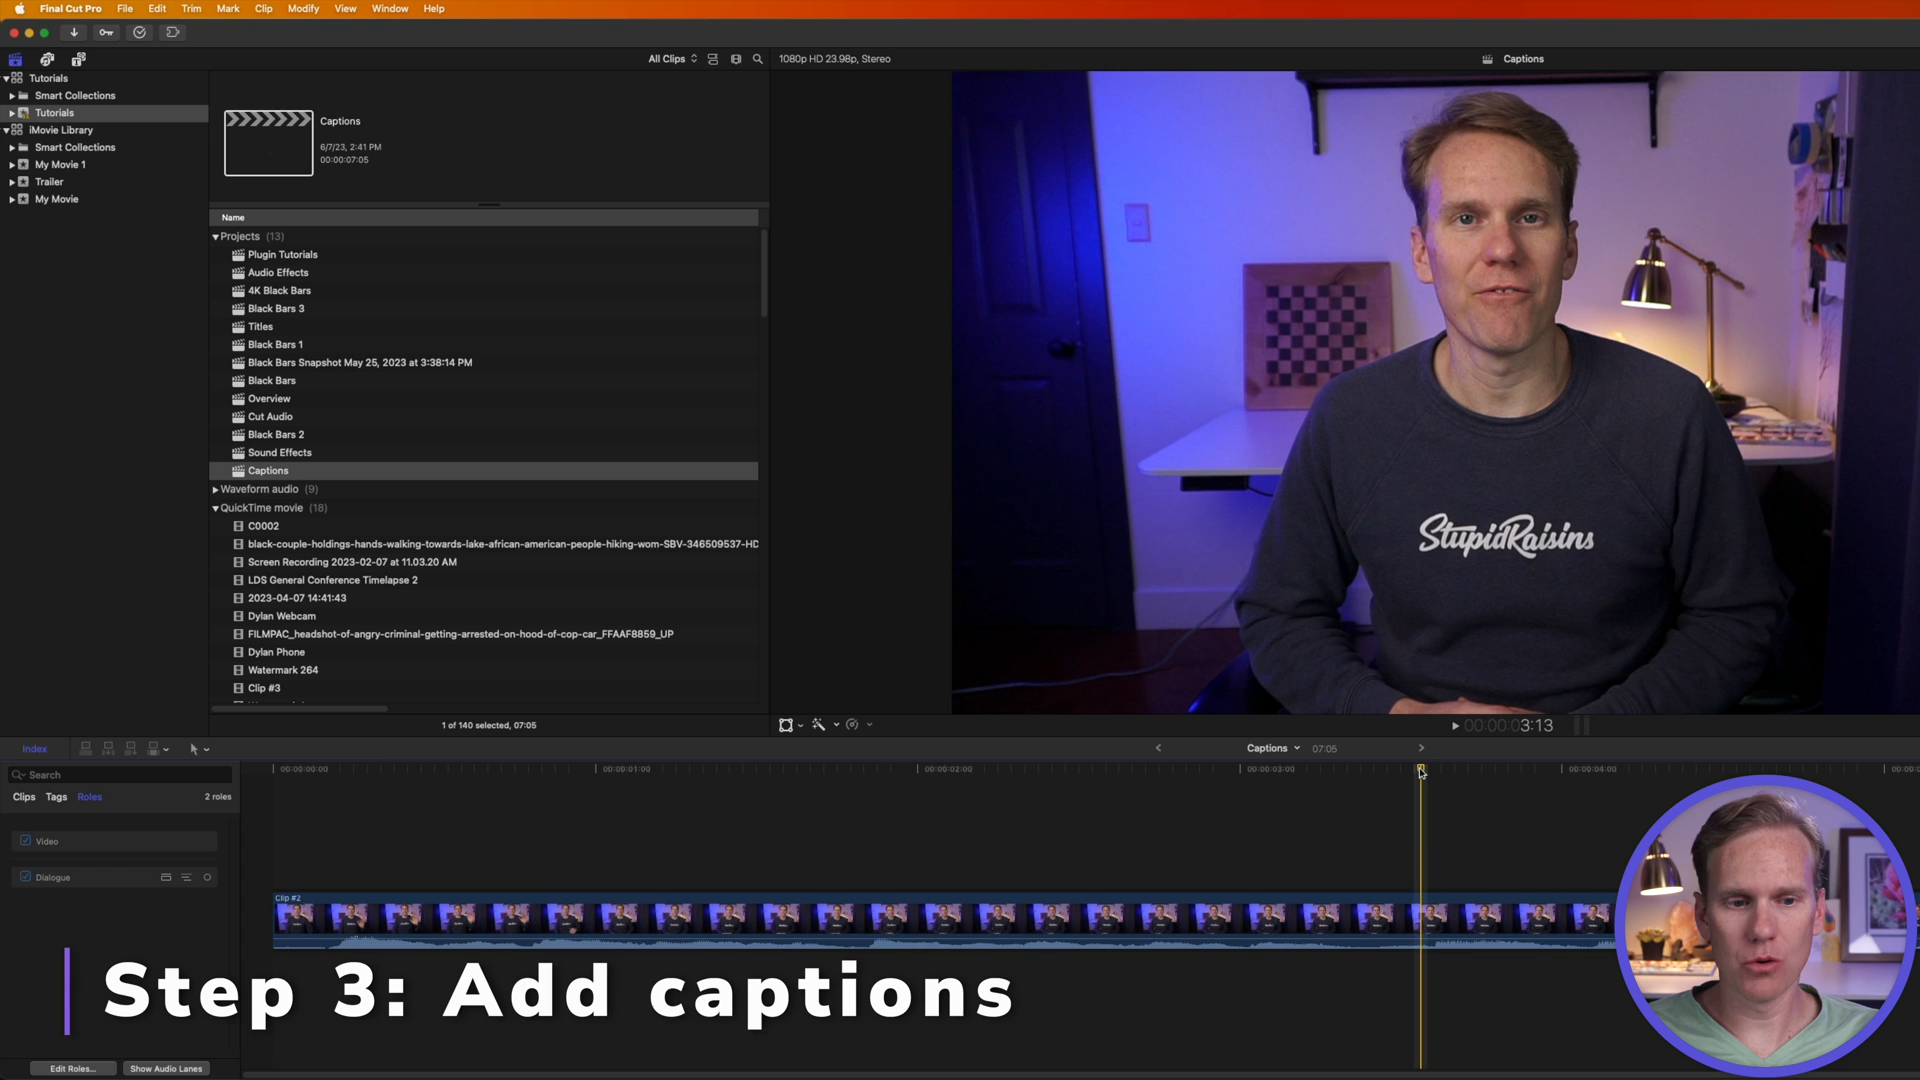 Final Cut Pro File Edit Trim Mark Clip Modify View Window Help
All Clips
1080p HD 23.98p, Stereo
Captions
Tutorials
Smart Collections
Tutorials
iMovie Library
Smart Collections
My Movie 1
Trailer
My Movie
Captions
6/7/23, 2:41 PM
00:00:07:05
Name
Projects (13)
Plugin Tutorials
Audio Effects
4K Black Bars
Black Bars 3
Titles
Black Bars 1
Black Bars Snapshot May 25, 2023 at 3:38:14 PM
Black Bars
Overview
Cut Audio
Black Bars 2
Sound Effects
Captions
Waveform audio (9)
QuickTime movie (18)
C0002
black-couple-holdings-hands-walking-towards-lake-african-american-people-hiking-wom-SBV-346509537-HD
Screen Recording 2023-02-07 at 11.03.20 AM
LDS General Conference Timelapse 2
2023-04-07 14:41:43
Dylan Webcam
FILMPAC_headshot-of-angry-criminal-getting-arrested-on-hood-of-cop-car_FFAAF8859_UP
Dylan Phone
Watermark 264
Clip #3
1 of 140 selected, 07:05
StupidRaisins
00:00:03:13
Index
Captions 07:05
Search
Clips Tags Roles 2 roles
Video
Dialogue
00:00:00:00 00:00:01:00 00:00:02:00 00:00:03:00 00:00:04:00
Clip #2
Step 3: Add captions
Edit Roles... Show Audio Lanes